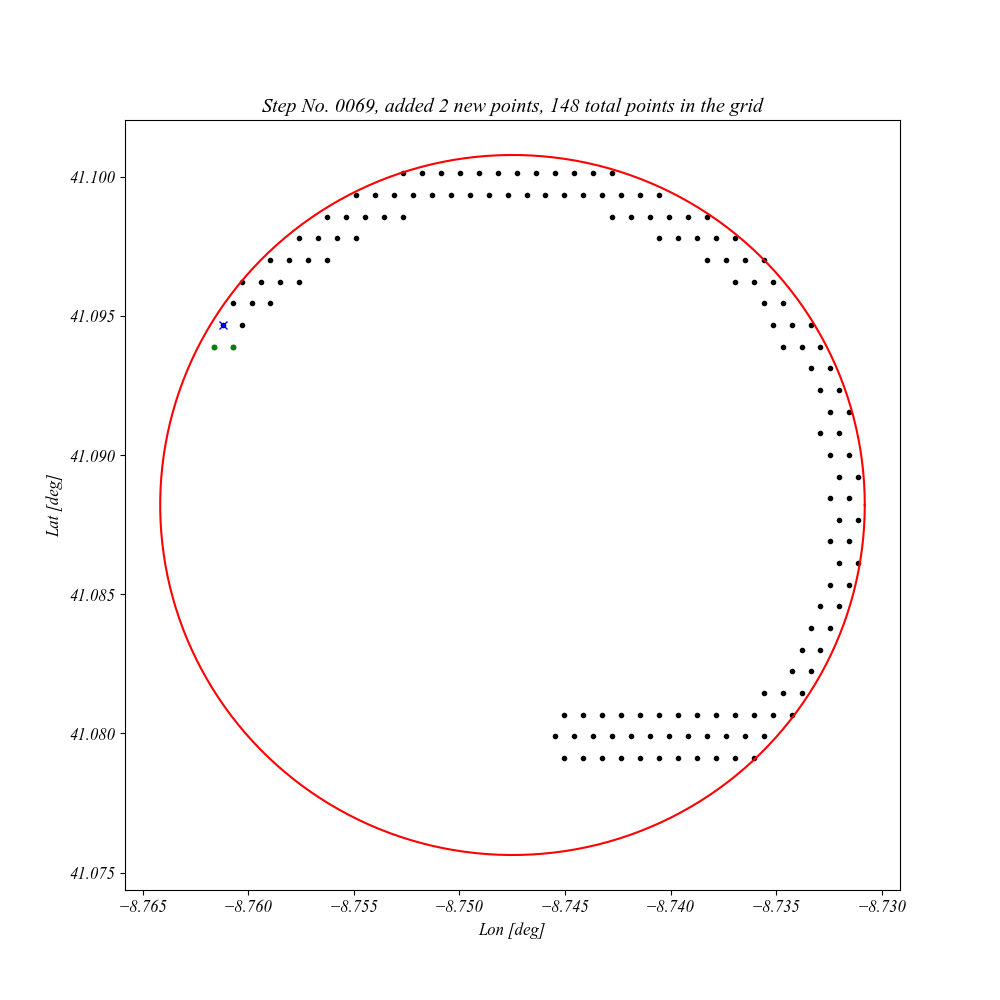 Step No. 0069, added 2 new points, 148 total points in the grid
41.100
41.095
41.090
41.085
41.080
41.075
Lat [deg]
−8.765 −8.760 −8.755 −8.750 −8.745 −8.740 −8.735 −8.730
Lon [deg]